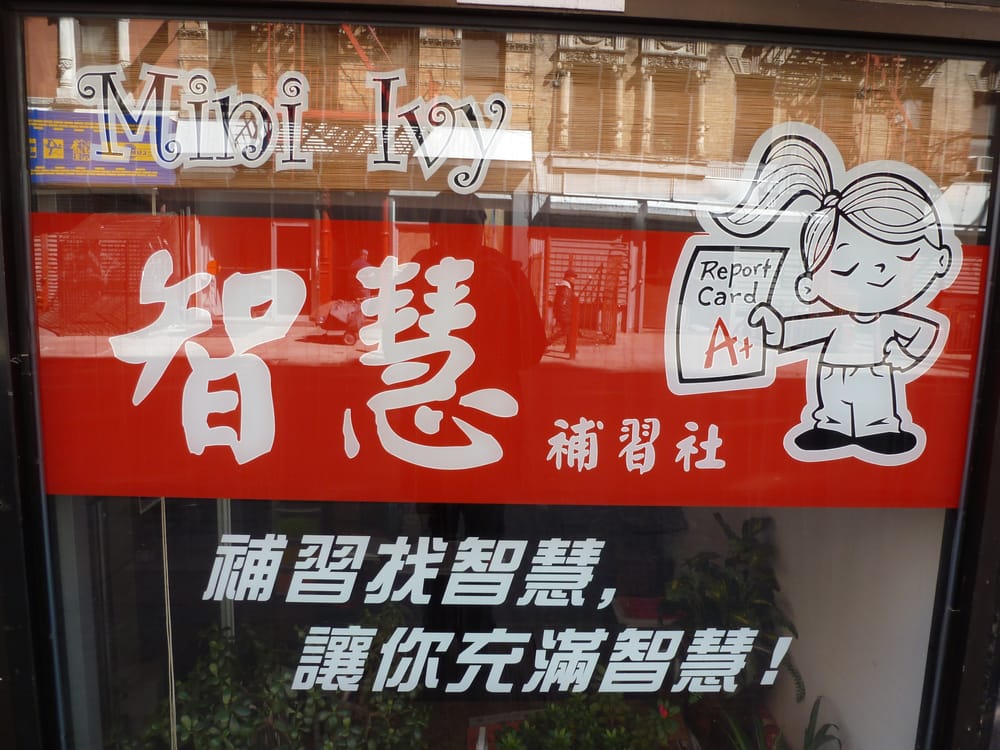 Mini Ivy
智慧
補習社
Report
Card
A+
補習找智慧,
讓你充滿智慧!